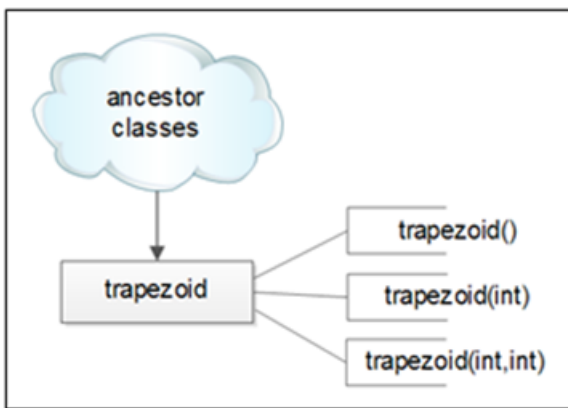 ancestor
classes
trapezoid
trapezoid()
trapezoid(int)
trapezoid(int,int)